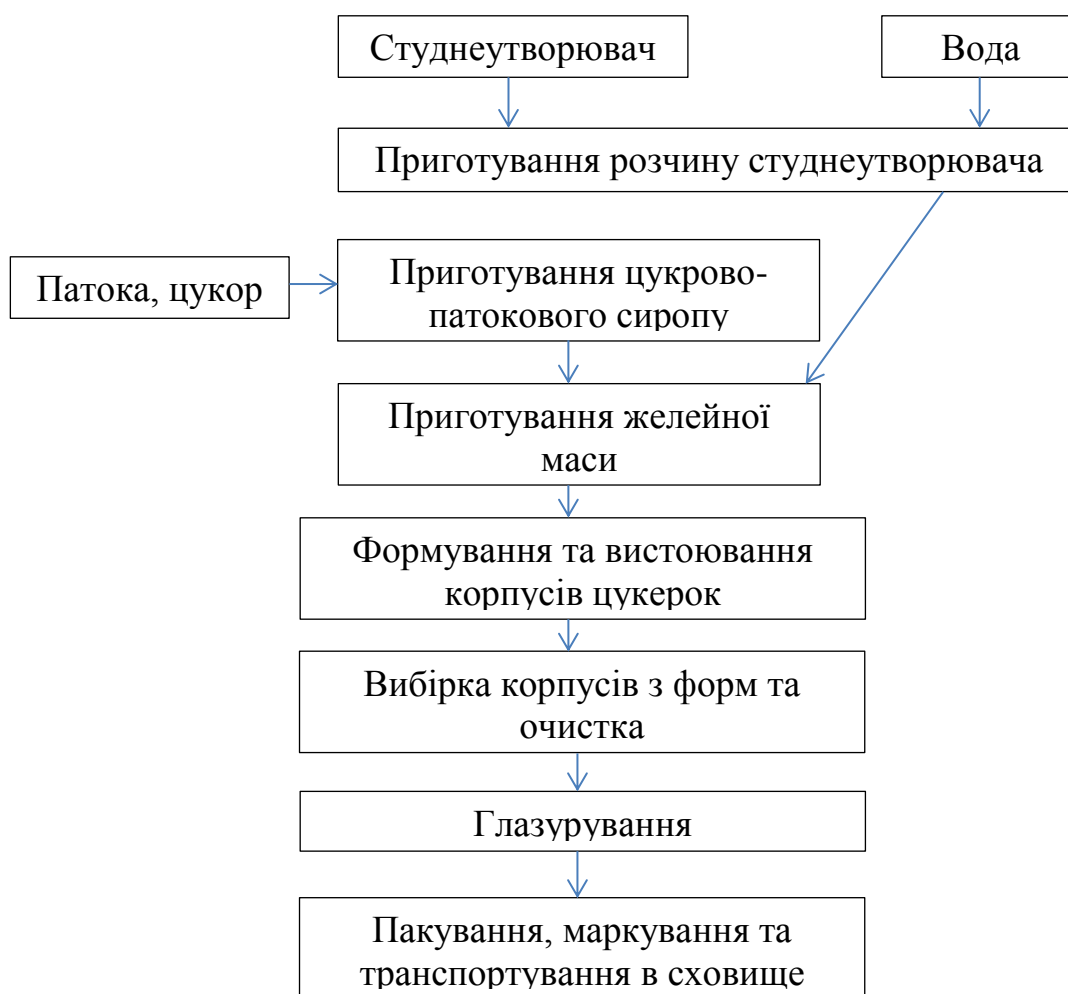 Студнеутворювач
Вода
Приготування розчину студнеутворювача
Патока, цукор
Приготування цукрово-
патокового сиропу
Приготування желейної
маси
Формування та вистоювання
корпусів цукерок
Вибірка корпусів з форм та
очистка
Глазурування
Пакування, маркування та
транспортування в сховище